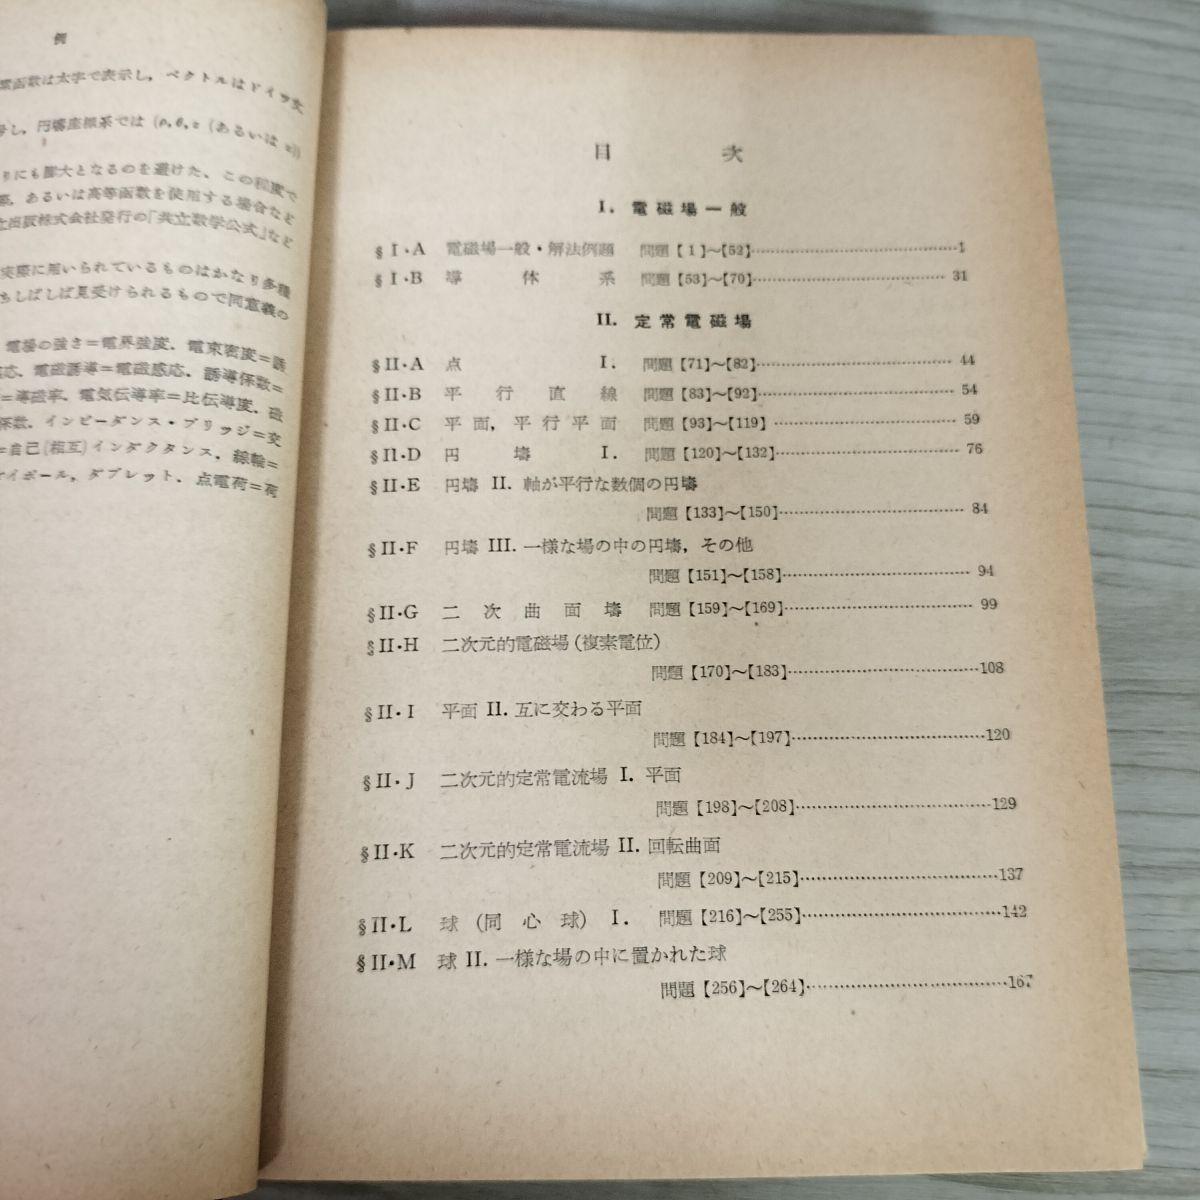 例
素函数は太字で表示し，ベクトルはドイツ文
円墻座標系では (ρ,θ,z (あるいは x))
りにも膨大となるのを避けた、この程度で
系，あるいは高等函数を使用する場合など
立出版株式会社発行の「共立数学公式」など
実際に用いられているものはかなり多種
ちしばしば見受けられるもので同意義の
電場の強さ＝電界強度．電束密度＝誘
応．電磁誘導＝電磁感応．誘導係数＝
＝導磁率．電気伝導率＝比伝導度．磁
係数．インピーダンス・ブリッジ＝交
＝自己(相互)インダクタンス．線輪＝
イポール，ダブレット．点電荷＝荷
目次
I. 電磁場一般
§I・A 電磁場一般・解法例題 問題【1】〜【52】……………1
§I・B 導体系 問題【53】〜【70】……………31
II. 定常電磁場
§II・A 点 I. 問題【71】〜【82】……………44
§II・B 平行直線 問題【83】〜【92】……………54
§II・C 平面，平行平面 問題【93】〜【119】……………59
§II・D 円墻 I. 問題【120】〜【132】……………76
§II・E 円墻 II. 軸が平行な数個の円墻
問題【133】〜【150】……………84
§II・F 円墻 III. 一様な場の中の円墻，その他
問題【151】〜【158】……………94
§II・G 二次曲面墻 問題【159】〜【169】……………99
§II・H 二次元的電磁場(複素電位)
問題【170】〜【183】……………108
§II・I 平面 II. 互に交わる平面
問題【184】〜【197】……………120
§II・J 二次元的定常電流場 I. 平面
問題【198】〜【208】……………129
§II・K 二次元的定常電流場 II. 回転曲面
問題【209】〜【215】……………137
§II・L 球(同心球) I. 問題【216】〜【255】……………142
§II・M 球 II. 一様な場の中に置かれた球
問題【256】〜【264】……………167